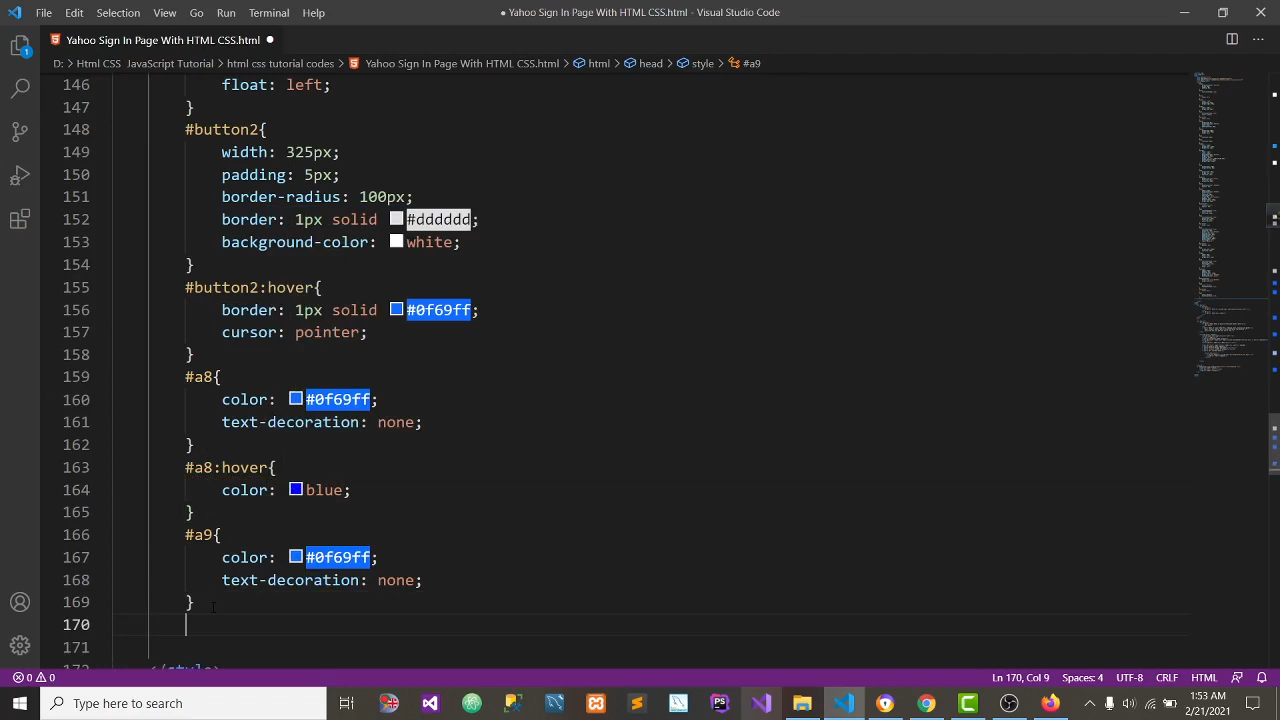 File Edit Selection View Go Run Terminal Help
● Yahoo Sign In Page With HTML CSS.html - Visual Studio Code
Yahoo Sign In Page With HTML CSS.html ●
D: > Html CSS JavaScript Tutorial > html css tutorial codes > Yahoo Sign In Page With HTML CSS.html > html > head > style > #a9
146 float: left;
147 }
148 #button2{
149 width: 325px;
150 padding: 5px;
151 border-radius: 100px;
152 border: 1px solid #dddddd;
153 background-color: white;
154 }
155 #button2:hover{
156 border: 1px solid #0f69ff;
157 cursor: pointer;
158 }
159 #a8{
160 color: #0f69ff;
161 text-decoration: none;
162 }
163 #a8:hover{
164 color: blue;
165 }
166 #a9{
167 color: #0f69ff;
168 text-decoration: none;
169 }
170
171
172 </style>
1
0 0
Ln 170, Col 9 Spaces: 4 UTF-8 CRLF HTML
Type here to search
PS
1:53 AM
2/21/2021